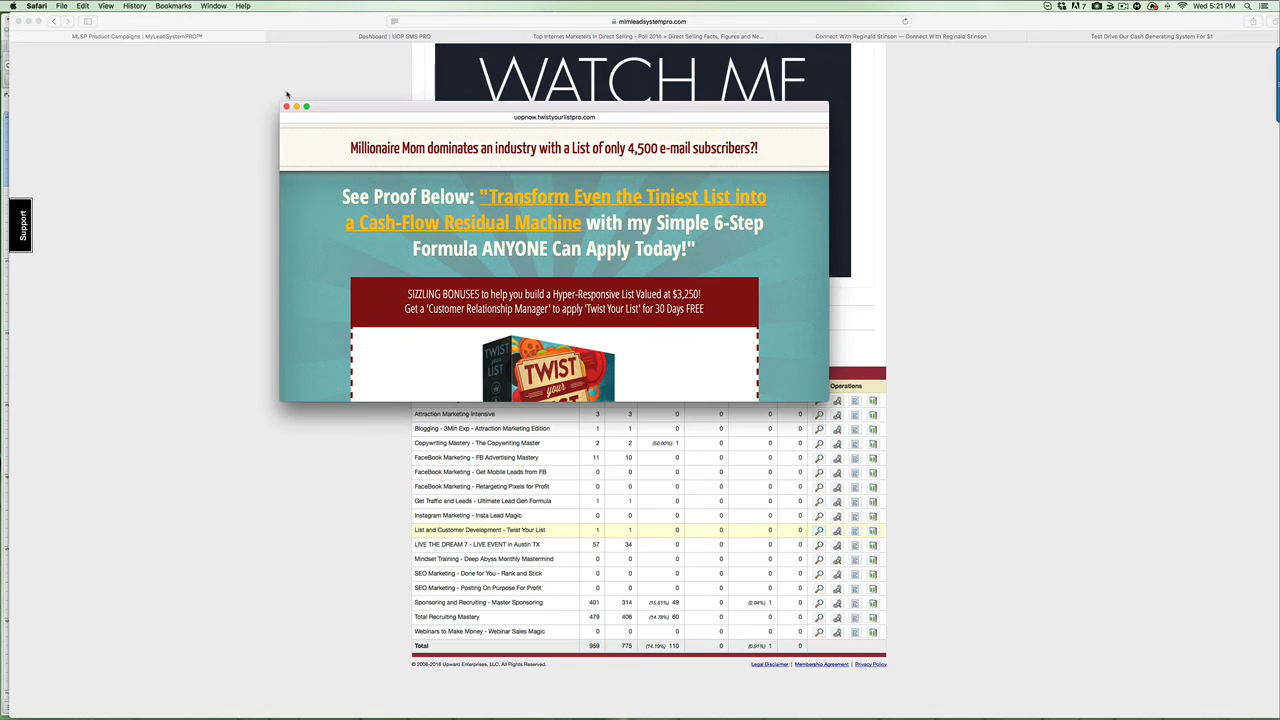 Safari File Edit View History Bookmarks Window Help
7
Wed 5:21 PM
mlmleadsystempro.com
MLSP Product Campaigns | MyLeadSystemPRO™
Dashboard | UOP SMS PRO
Top Internet Marketers In Direct Selling - Poll 2014 » Direct Selling Facts, Figures and Ne...
Connect With Reginald Stinson — Connect With Reginald Stinson
Test Drive Our Cash Generating System For $1
WATCH ME
uopnow.twistyourlistpro.com
Millionaire Mom dominates an industry with a List of only 4,500 e-mail subscribers?!
See Proof Below: "Transform Even the Tiniest List into
a Cash-Flow Residual Machine with my Simple 6-Step
Formula ANYONE Can Apply Today!"
Support
SIZZLING BONUSES to help you build a Hyper-Responsive List Valued at $3,250!
Get a 'Customer Relationship Manager' to apply 'Twist Your List' for 30 Days FREE
TWIST your LIST
TWIST
your
Operations
Attraction Marketing Intensive 3 3 0 0 0 0
Blogging - 3Min Exp - Attraction Marketing Edition 1 1 0 0 0 0
Copywriting Mastery - The Copywriting Master 2 2 (50.00%) 1 0 0 0
FaceBook Marketing - FB Advertising Mastery 11 10 0 0 0 0
FaceBook Marketing - Get Mobile Leads from FB 0 0 0 0 0 0
FaceBook Marketing - Retargeting Pixels for Profit 0 0 0 0 0 0
Get Traffic and Leads - Ultimate Lead Gen Formula 1 1 0 0 0 0
Instagram Marketing - Insta Lead Magic 0 0 0 0 0 0
List and Customer Development - Twist Your List 1 1 0 0 0 0
LIVE THE DREAM 7 - LIVE EVENT in Austin TX 57 34 0 0 0 0
Mindset Training - Deep Abyss Monthly Mastermind 0 0 0 0 0 0
SEO Marketing - Done for You - Rank and Stick 0 0 0 0 0 0
SEO Marketing - Posting On Purpose For Profit 0 0 0 0 0 0
Sponsoring and Recruiting - Master Sponsoring 401 314 (15.61%) 49 0 (2.04%) 1 0
Total Recruiting Mastery 479 406 (14.78%) 60 0 0 0
Webinars to Make Money - Webinar Sales Magic 0 0 0 0 0 0
Total 959 775 (14.19%) 110 0 (0.91%) 1 0
© 2008-2016 Upward Enterprises, LLC. All Rights Reserved.
Legal Disclaimer | Membership Agreement | Privacy Policy